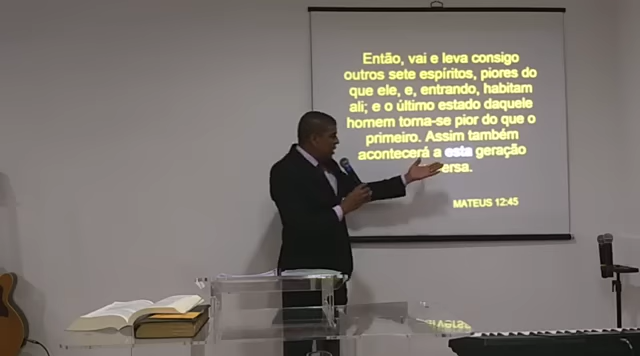 Então, vai e leva consigo
outros sete espíritos, piores do
que ele, e, entrando, habitam
ali; e o último estado daquele
homem torna-se pior do que o
primeiro. Assim também
acontecerá a esta geração
ersa.
MATEUS 12:45